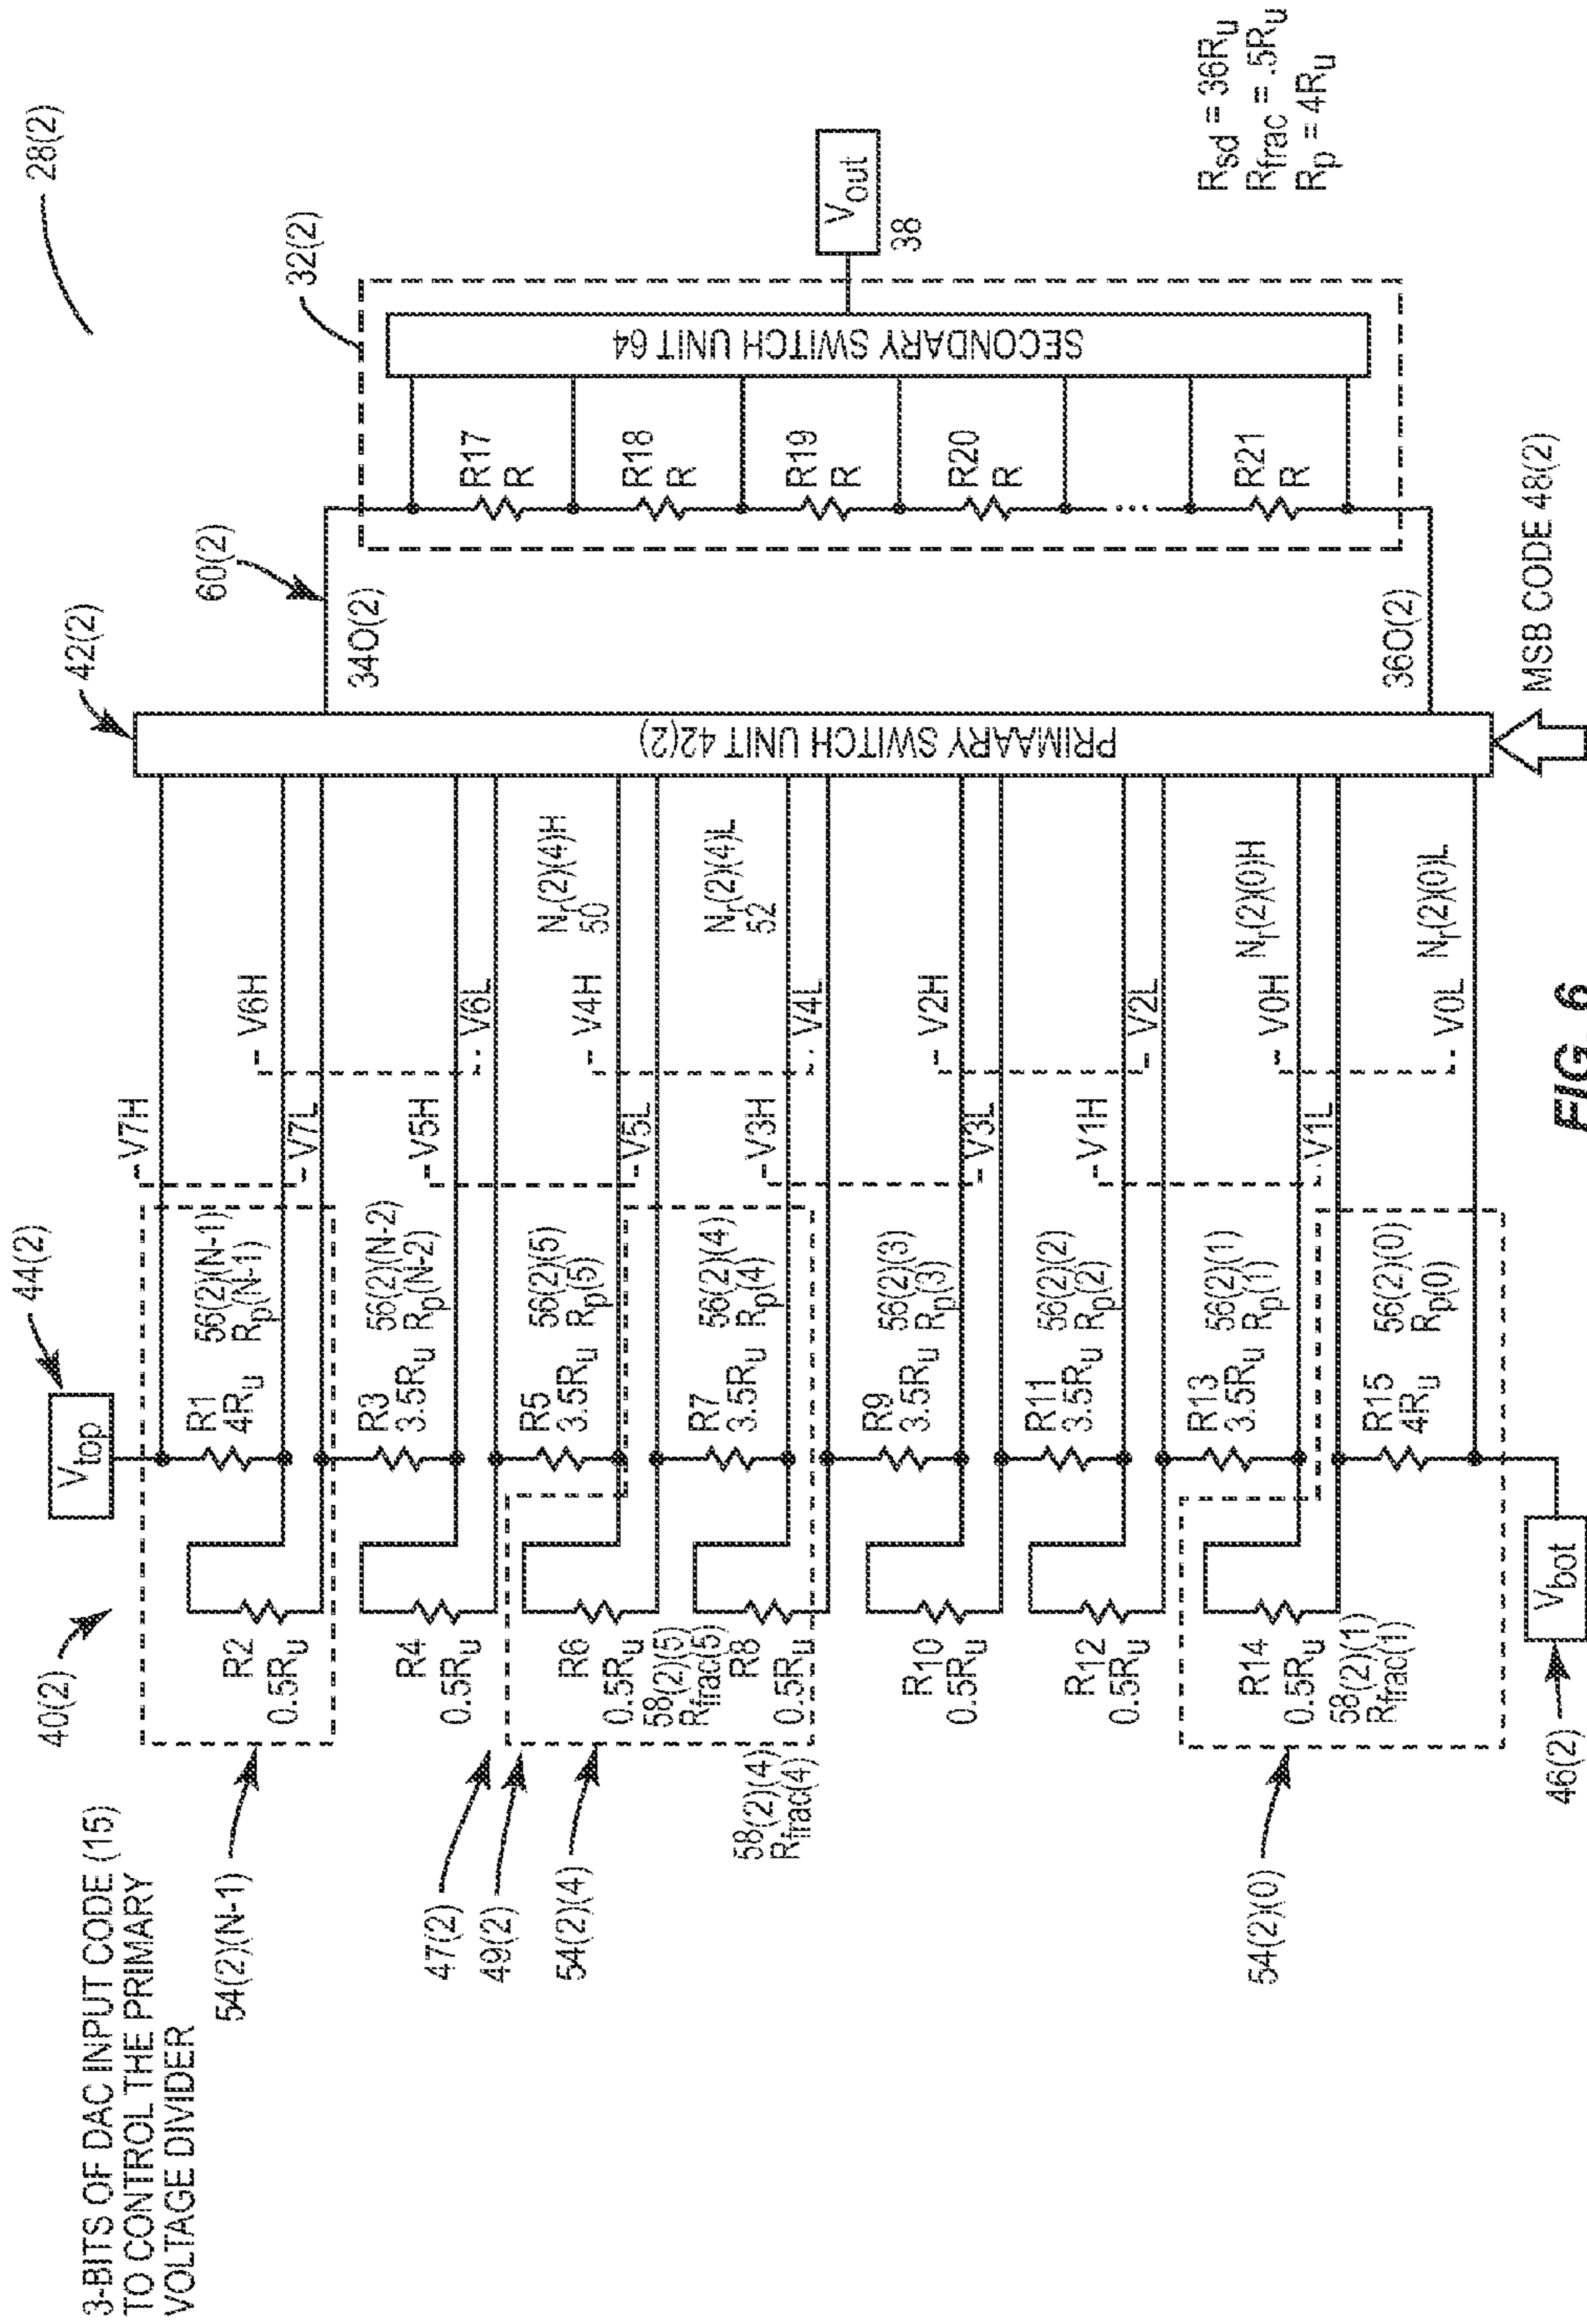 3-BITS OF DAC INPUT CODE (15)
TO CONTROL THE PRIMARY
VOLTAGE DIVIDER
40(2)
44(2)
42(2)
28(2)
Vtop
54(2)(N-1)
R1
4Ru
56(2)(N-1)
Rp(N-1)
R2
0.5Ru
V7H
V7L
V6H
R3
3.5Ru
56(2)(N-2)
Rp(N-2)
R4
0.5Ru
V5H
V6L
47(2)
49(2)
54(2)(4)
R5
3.5Ru
56(2)(5)
Rp(5)
R6
0.5Ru
58(2)(5)
Rfrac(5)
V5L
V4H
Nr(2)(4)H
50
R7
3.5Ru
56(2)(4)
Rp(4)
R8
0.5Ru
58(2)(4)
Rfrac(4)
V3H
V4L
Nr(2)(4)L
52
R9
3.5Ru
56(2)(3)
Rp(3)
R10
0.5Ru
V3L
V2H
R11
3.5Ru
56(2)(2)
Rp(2)
R12
0.5Ru
V1H
V2L
54(2)(0)
R13
3.5Ru
56(2)(1)
Rp(1)
R14
0.5Ru
58(2)(1)
Rfrac(1)
V1L
V0H
Nr(2)(0)H
R15
4Ru
56(2)(0)
Rp(0)
V0L
Nr(2)(0)L
46(2)
Vbot
PRIMAARY SWITCH UNIT 42(2)
MSB CODE 48(2)
60(2)
34O(2)
36O(2)
32(2)
R17
R
R18
R
R19
R
R20
R
...
R21
R
SECONDARY SWITCH UNIT 64
Vout
38
Rsd = 36Ru
Rfrac = .5Ru
Rp = 4Ru
FIG. 6